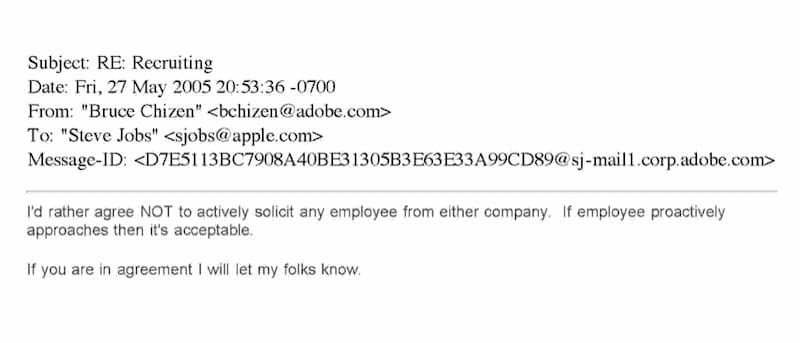 Subject: RE: Recruiting
Date: Fri, 27 May 2005 20:53:36 -0700
From: "Bruce Chizen" <bchizen@adobe.com>
To: "Steve Jobs" <sjobs@apple.com>
Message-ID: <D7E5113BC7908A40BE31305B3E63E33A99CD89@sj-mail1.corp.adobe.com>
I'd rather agree NOT to actively solicit any employee from either company.  If employee proactively
approaches then it's acceptable.
If you are in agreement I will let my folks know.